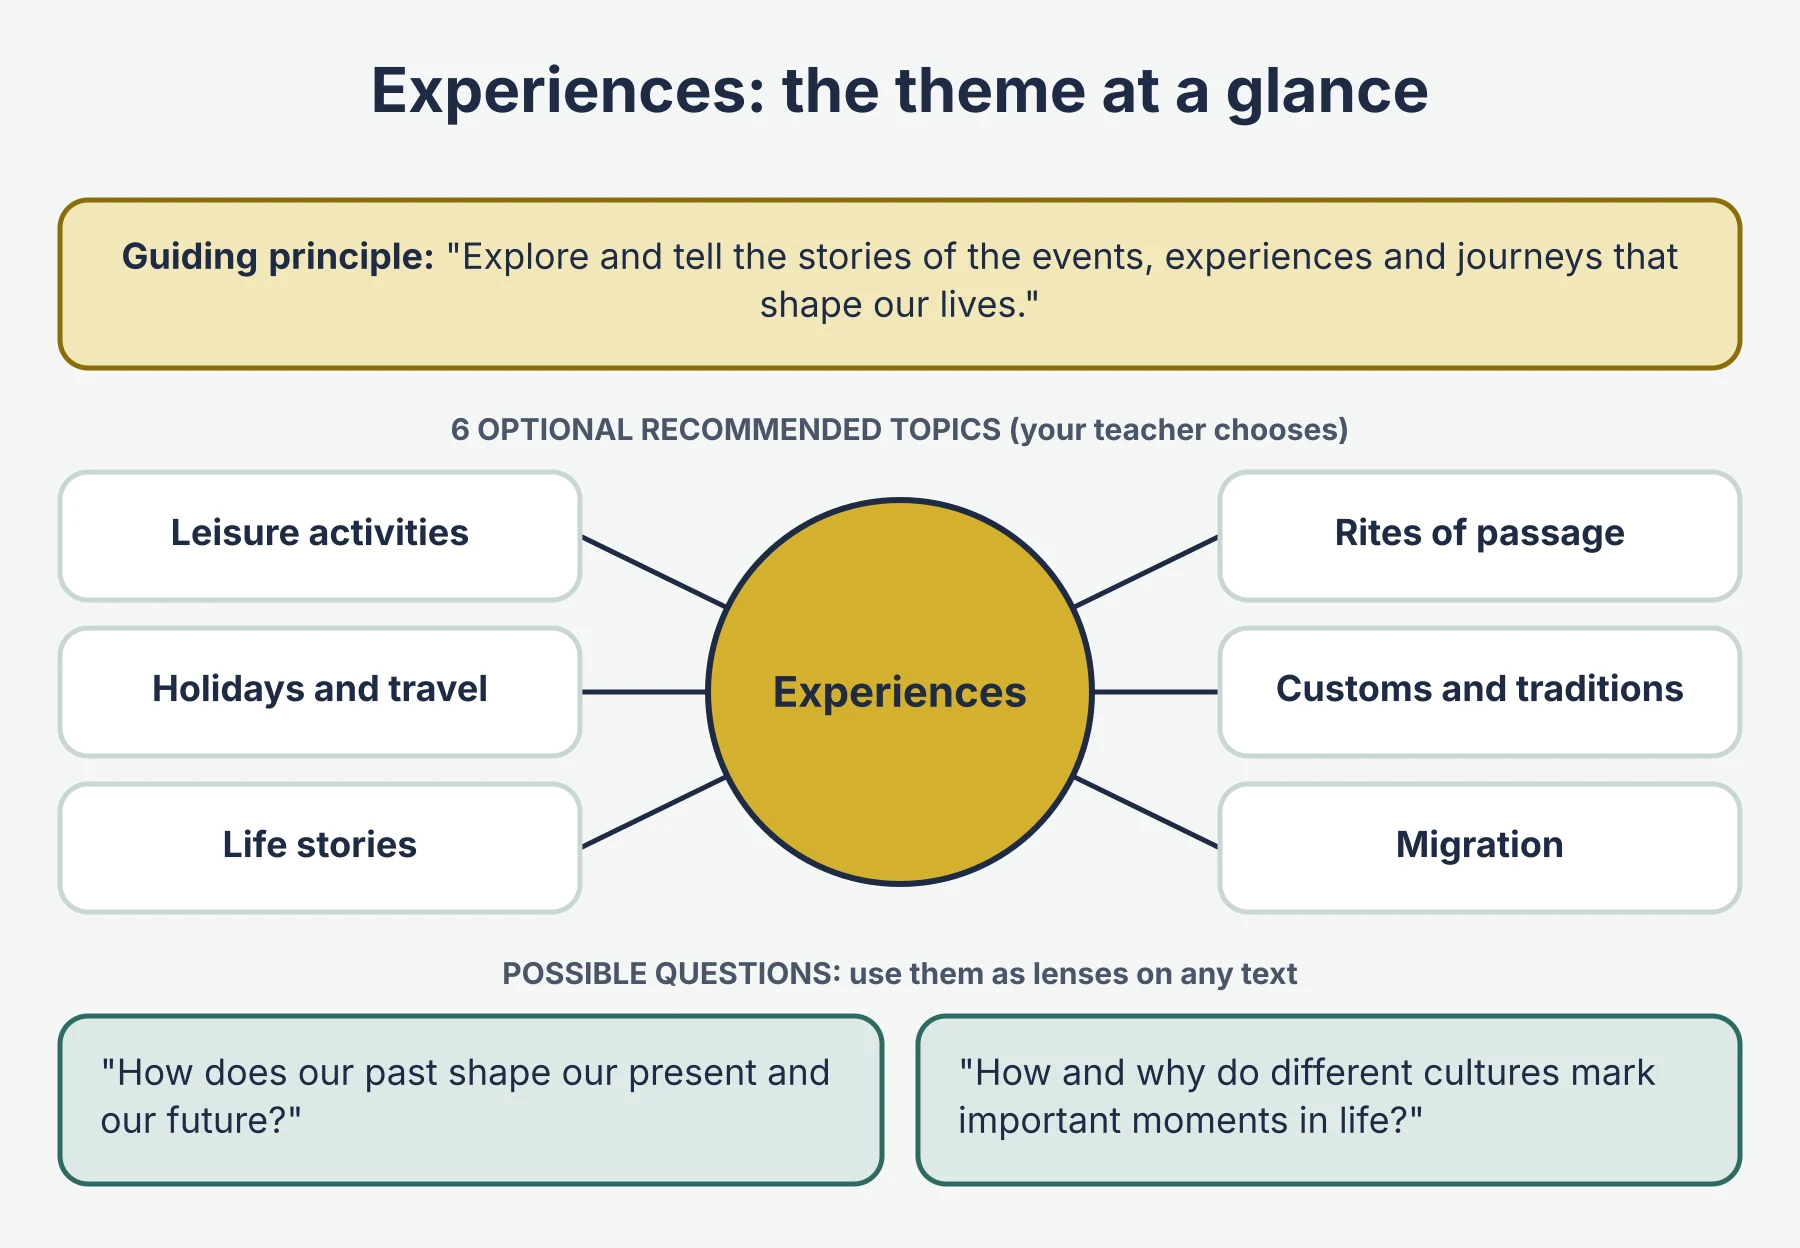 Experiences: the theme at a glance
Guiding principle: "Explore and tell the stories of the events, experiences and journeys that
shape our lives."
6 OPTIONAL RECOMMENDED TOPICS (your teacher chooses)
Leisure activities
Holidays and travel
Life stories
Experiences
Rites of passage
Customs and traditions
Migration
POSSIBLE QUESTIONS: use them as lenses on any text
"How does our past shape our present and
our future?"
"How and why do different cultures mark
important moments in life?"